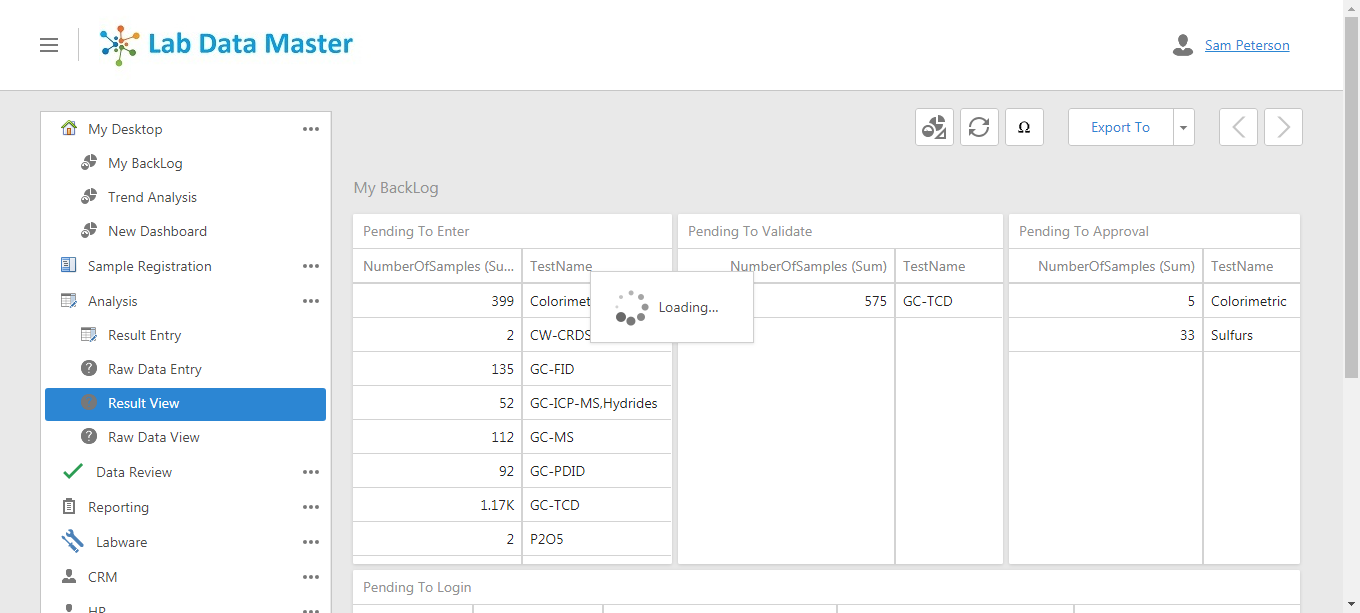 Lab Data Master
Sam Peterson
My Desktop
My BackLog
Trend Analysis
New Dashboard
Sample Registration
Analysis
Result Entry
Raw Data Entry
Result View
Raw Data View
Data Review
Reporting
Labware
CRM
HR
Ω
Export To
My BackLog
Pending To Enter
NumberOfSamples (Su... TestName
399 Colorimet
2 CW-CRDS
135 GC-FID
52 GC-ICP-MS,Hydrides
112 GC-MS
92 GC-PDID
1.17K GC-TCD
2 P2O5
Pending To Validate
NumberOfSamples (Sum) TestName
575 GC-TCD
Loading...
Pending To Approval
NumberOfSamples (Sum) TestName
5 Colorimetric
33 Sulfurs
Pending To Login